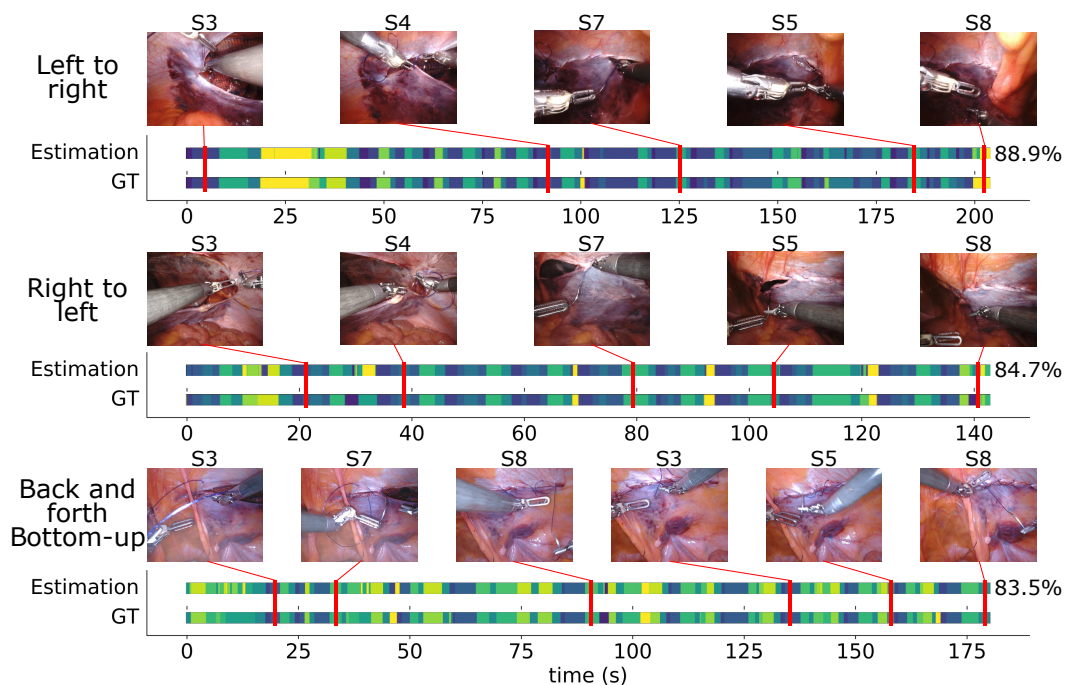 S3 S4 S7 S5 S8
Left to
right
Estimation
88.9%
GT
0 25 50 75 100 125 150 175 200
S3 S4 S7 S5 S8
Right to
left
Estimation
84.7%
GT
0 20 40 60 80 100 120 140
S3 S7 S8 S3 S5 S8
Back and
forth
Bottom-up
Estimation
83.5%
GT
0 25 50 75 100 125 150 175
time (s)